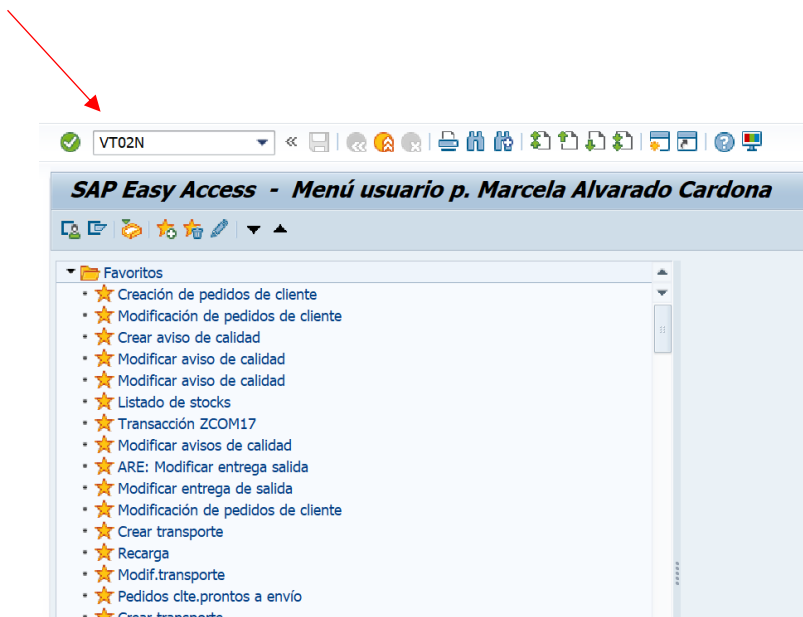 VT02N
SAP Easy Access - Menú usuario p. Marcela Alvarado Cardona
Favoritos
Creación de pedidos de cliente
Modificación de pedidos de cliente
Crear aviso de calidad
Modificar aviso de calidad
Modificar aviso de calidad
Listado de stocks
Transacción ZCOM17
Modificar avisos de calidad
ARE: Modificar entrega salida
Modificar entrega de salida
Modificación de pedidos de cliente
Crear transporte
Recarga
Modif.transporte
Pedidos clte.prontos a envío
Crear transporte